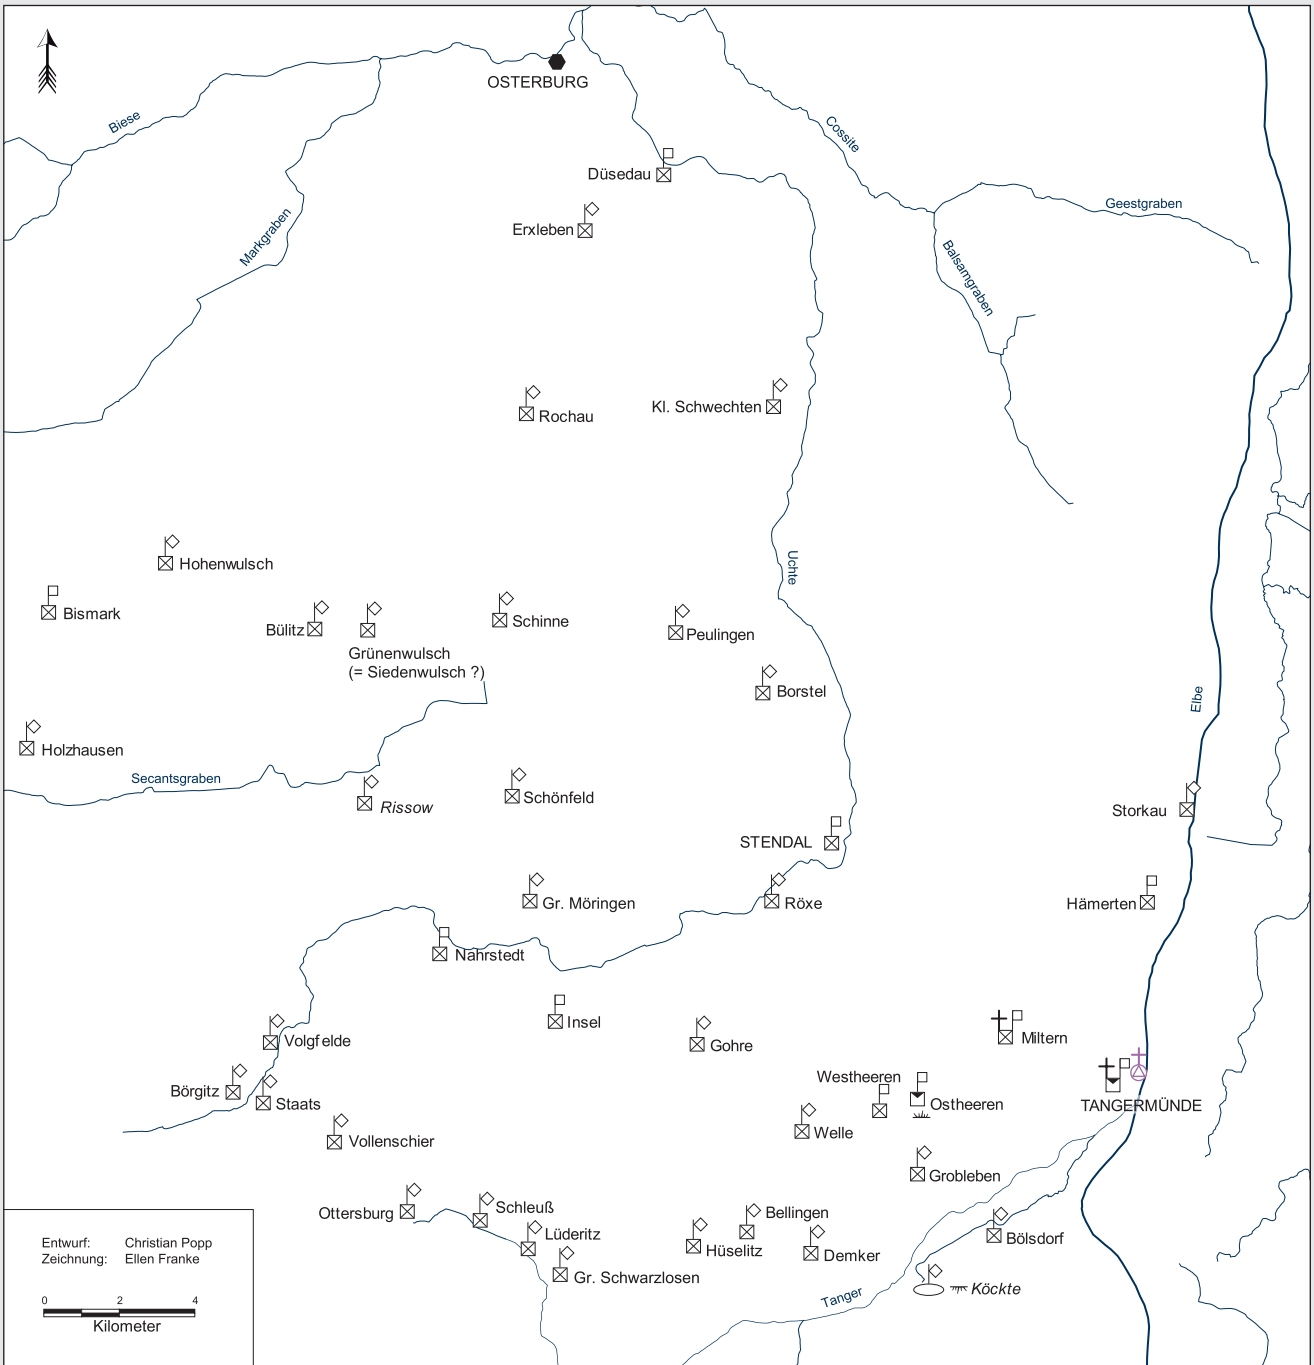 OSTERBURG
Biese
Cossite
Düsedau
Geestgraben
Erxleben
Markgraben
Balsamgraben
Rochau
Kl. Schwechten
Uchte
Hohenwulsch
Bismark
Bülitz
Grünenwulsch
(= Siedenwulsch ?)
Schinne
Peulingen
Borstel
Elbe
Holzhausen
Secantsgraben
Rissow
Schönfeld
Storkau
STENDAL
Gr. Möringen
Röxe
Hämerten
Nahrstedt
Insel
Volgfelde
Gohre
Miltern
Börgitz
Staats
Westheeren
Ostheeren
TANGERMÜNDE
Vollenschier
Welle
Grobleben
Ottersburg
Schleuß
Lüderitz
Bellingen
Hüselitz
Demker
Bölsdorf
Gr. Schwarzlosen
Köckte
Tanger
Entwurf: Christian Popp
Zeichnung: Ellen Franke
0 2 4
Kilometer